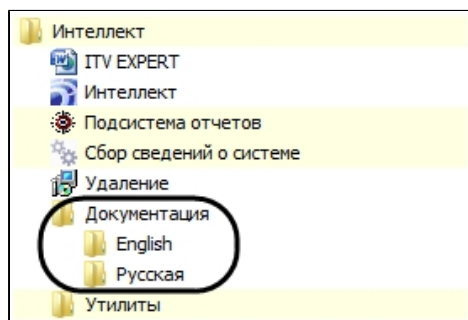 Интеллект
ITV EXPERT
Интеллект
Подсистема отчетов
Сбор сведений о системе
Удаление
Документация
English
Русская
Утилиты